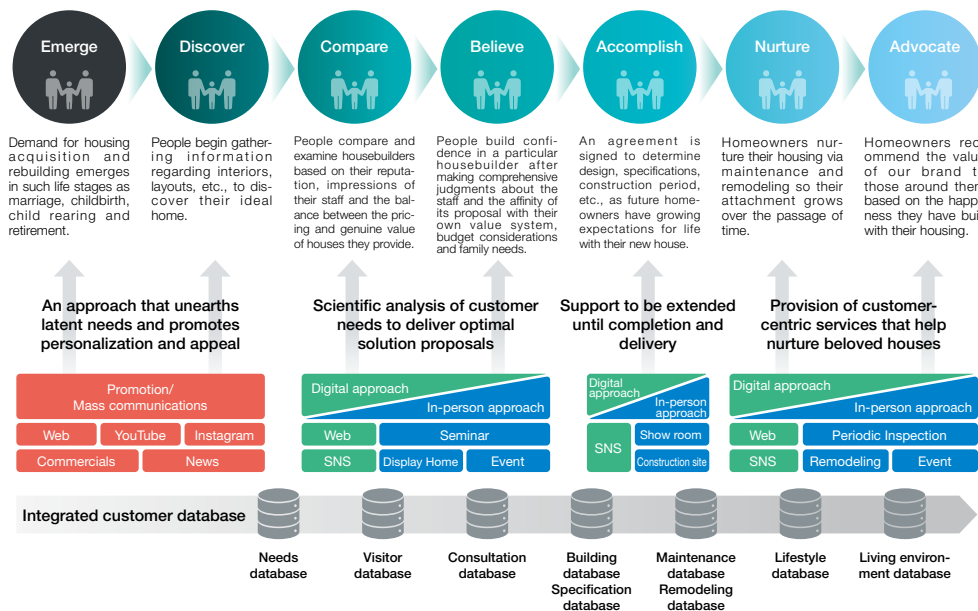 Emerge
Discover
Compare
Believe
Accomplish
Nurture
Advocate
Demand for housing
acquisition and
rebuilding emerges
in such life stages as
marriage, childbirth,
child rearing and
retirement.
People begin gather-
ing information
regarding interiors,
layouts, etc., to dis-
cover their ideal
home.
People compare and
examine housebuilders
based on their reputa-
tion, impressions of
their staff and the bal-
ance between the pric-
ing and genuine value
of houses they provide.
People build confi-
dence in a particular
housebuilder after
making comprehensive
judgments about the
staff and the affinity of
its proposal with their
own value system,
budget considerations
and family needs.
An agreement is
signed to determine
design, specifications,
construction period,
etc., as future home-
owners have growing
expectations for life
with their new house.
Homeowners nur-
ture their housing via
maintenance and
remodeling so their
attachment grows
over the passage of
time.
Homeowners rec
ommend the valu
of our brand t
those around ther
based on the happ
ness they have buil
with their housing.
An approach that unearths
latent needs and promotes
personalization and appeal
Scientific analysis of customer
needs to deliver optimal
solution proposals
Support to be extended
until completion and
delivery
Provision of customer-
centric services that help
nurture beloved houses
Promotion/
Mass communications
Web
YouTube
Instagram
Commercials
News
Digital approach
In-person approach
Web
Seminar
SNS
Display Home
Event
Digital
approach
In-person
approach
SNS
Show room
Construction site
Digital approach
In-person approach
Web
Periodic Inspection
SNS
Remodeling
Event
Integrated customer database
Needs
database
Visitor
database
Consultation
database
Building
database
Specification
database
Maintenance
database
Remodeling
database
Lifestyle
database
Living environ-
ment database